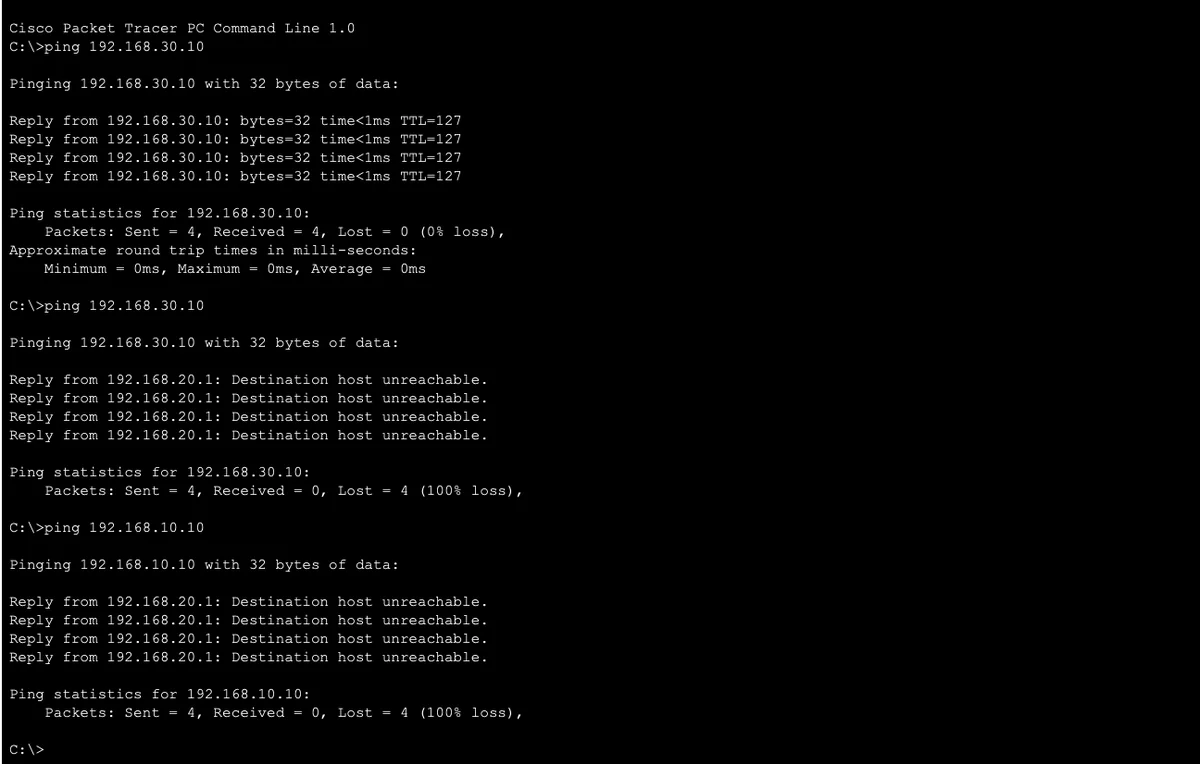 Cisco Packet Tracer PC Command Line 1.0
C:\>ping 192.168.30.10
Pinging 192.168.30.10 with 32 bytes of data:
Reply from 192.168.30.10: bytes=32 time<1ms TTL=127
Reply from 192.168.30.10: bytes=32 time<1ms TTL=127
Reply from 192.168.30.10: bytes=32 time<1ms TTL=127
Reply from 192.168.30.10: bytes=32 time<1ms TTL=127
Ping statistics for 192.168.30.10:
    Packets: Sent = 4, Received = 4, Lost = 0 (0% loss),
Approximate round trip times in milli-seconds:
    Minimum = 0ms, Maximum = 0ms, Average = 0ms
C:\>ping 192.168.30.10
Pinging 192.168.30.10 with 32 bytes of data:
Reply from 192.168.20.1: Destination host unreachable.
Reply from 192.168.20.1: Destination host unreachable.
Reply from 192.168.20.1: Destination host unreachable.
Reply from 192.168.20.1: Destination host unreachable.
Ping statistics for 192.168.30.10:
    Packets: Sent = 4, Received = 0, Lost = 4 (100% loss),
C:\>ping 192.168.10.10
Pinging 192.168.10.10 with 32 bytes of data:
Reply from 192.168.20.1: Destination host unreachable.
Reply from 192.168.20.1: Destination host unreachable.
Reply from 192.168.20.1: Destination host unreachable.
Reply from 192.168.20.1: Destination host unreachable.
Ping statistics for 192.168.10.10:
    Packets: Sent = 4, Received = 0, Lost = 4 (100% loss),
C:\>